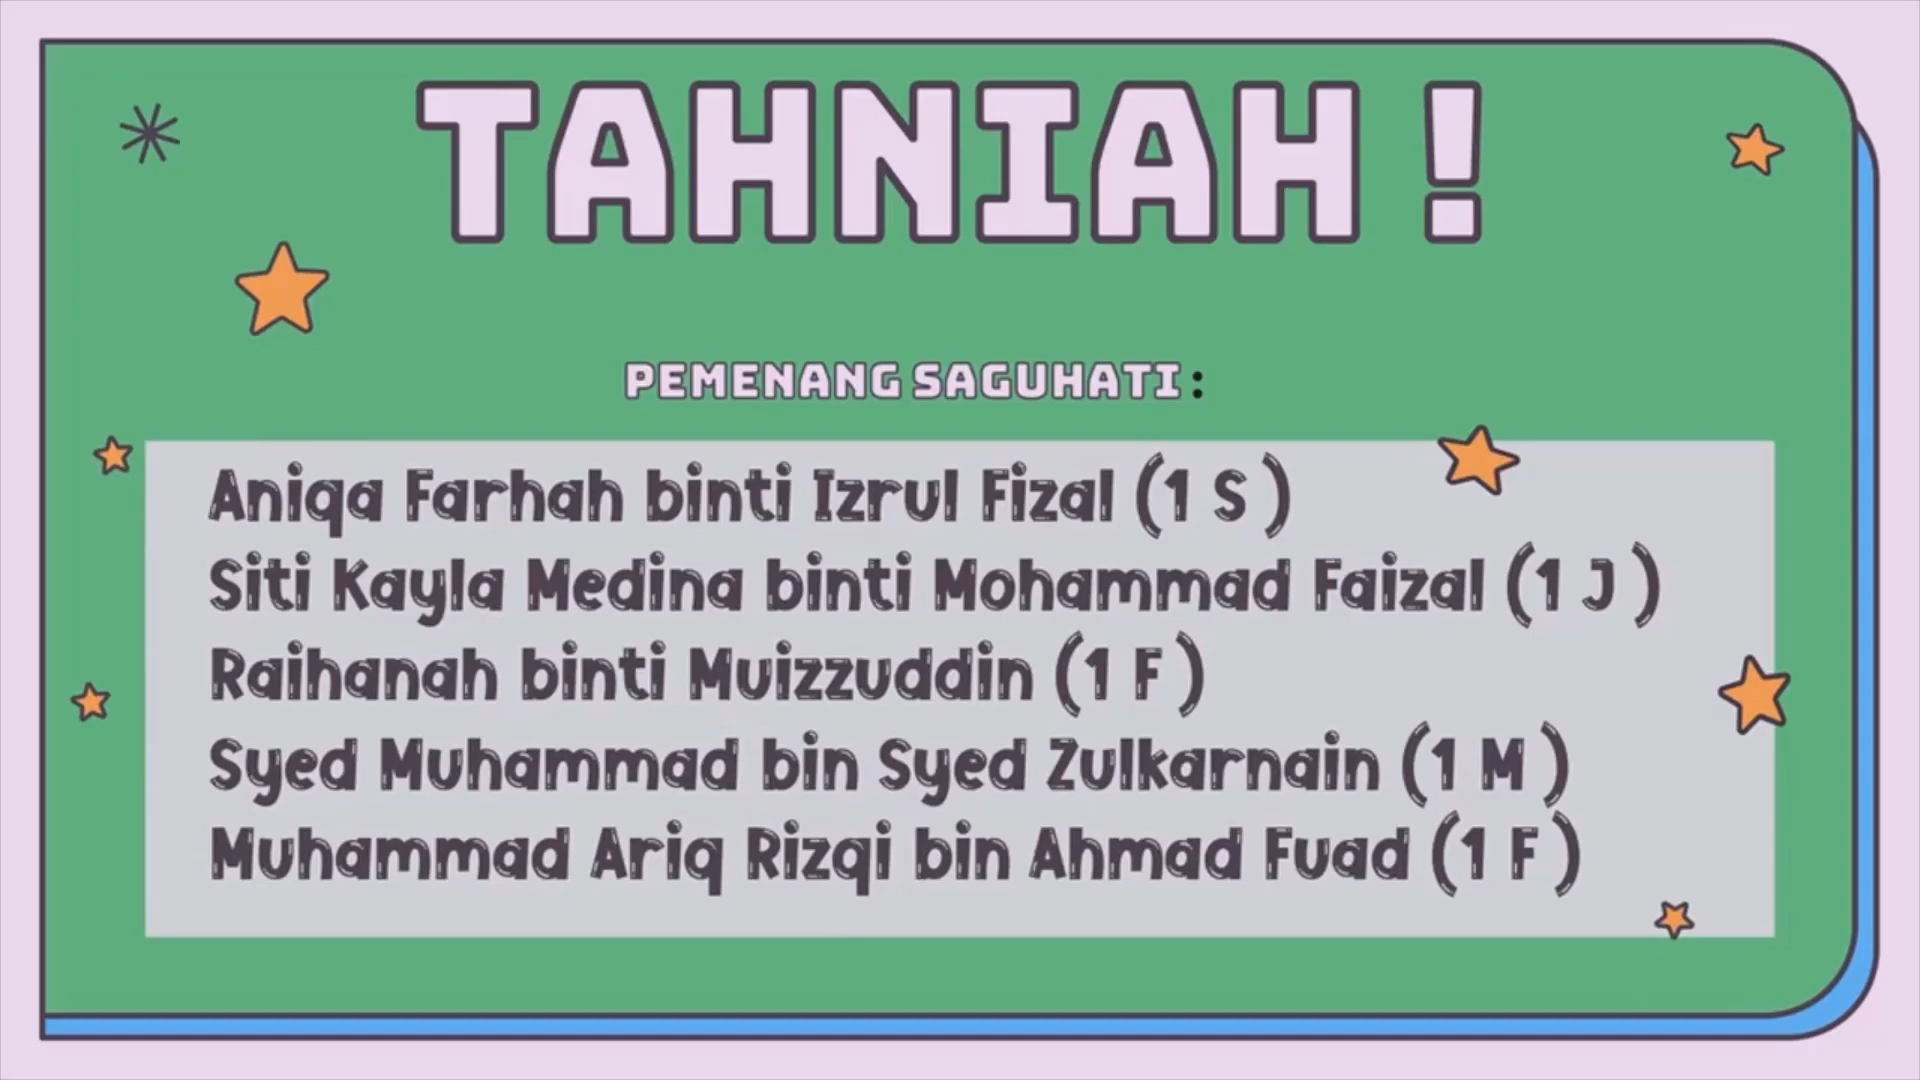 TAHNIAH !
PEMENANG SAGUHATI :
Aniqa Farhah binti Izrul Fizal (1 S )
Siti Kayla Medina binti Mohammad Faizal (1 J )
Raihanah binti Muizzuddin (1 F )
Syed Muhammad bin Syed Zulkarnain (1 M )
Muhammad Ariq Rizqi bin Ahmad Fuad (1 F )